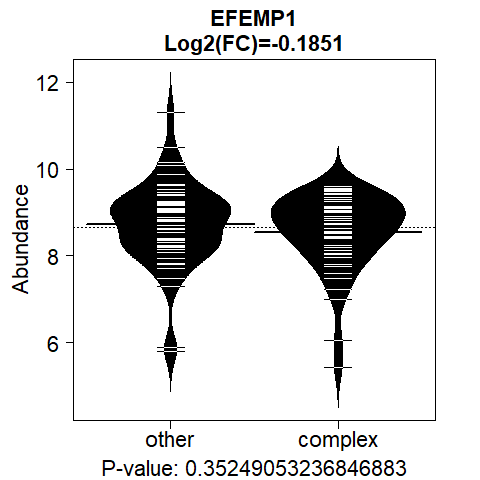 EFEMP1
Log2(FC)=-0.1851
Abundance
12
10
8
6
other
complex
P-value: 0.35249053236846883